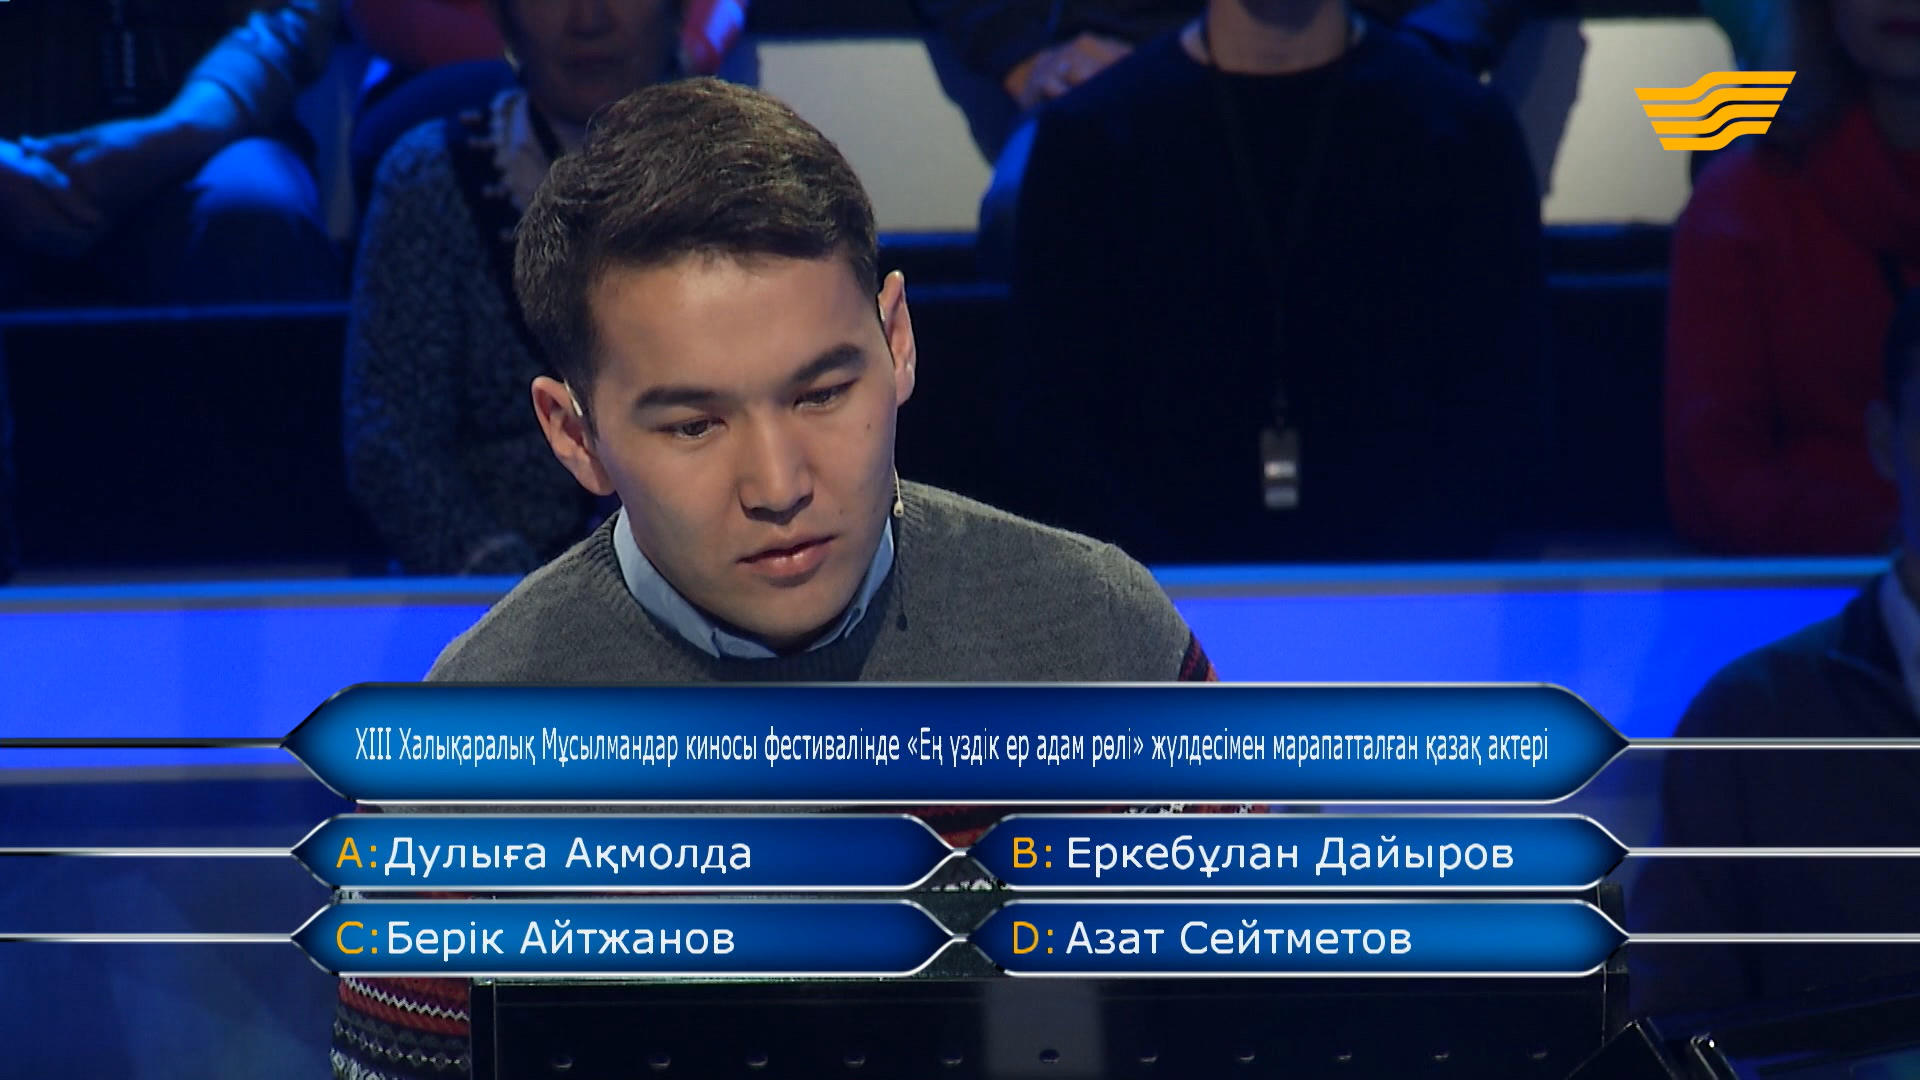 XIII Халықаралық Мұсылмандар киносы фестивалінде «Ең үздік ер адам рөлі» жүлдесімен марапатталған қазақ актері
A: Дулыға Ақмолда
B: Еркебұлан Дайыров
C: Берік Айтжанов
D: Азат Сейтметов